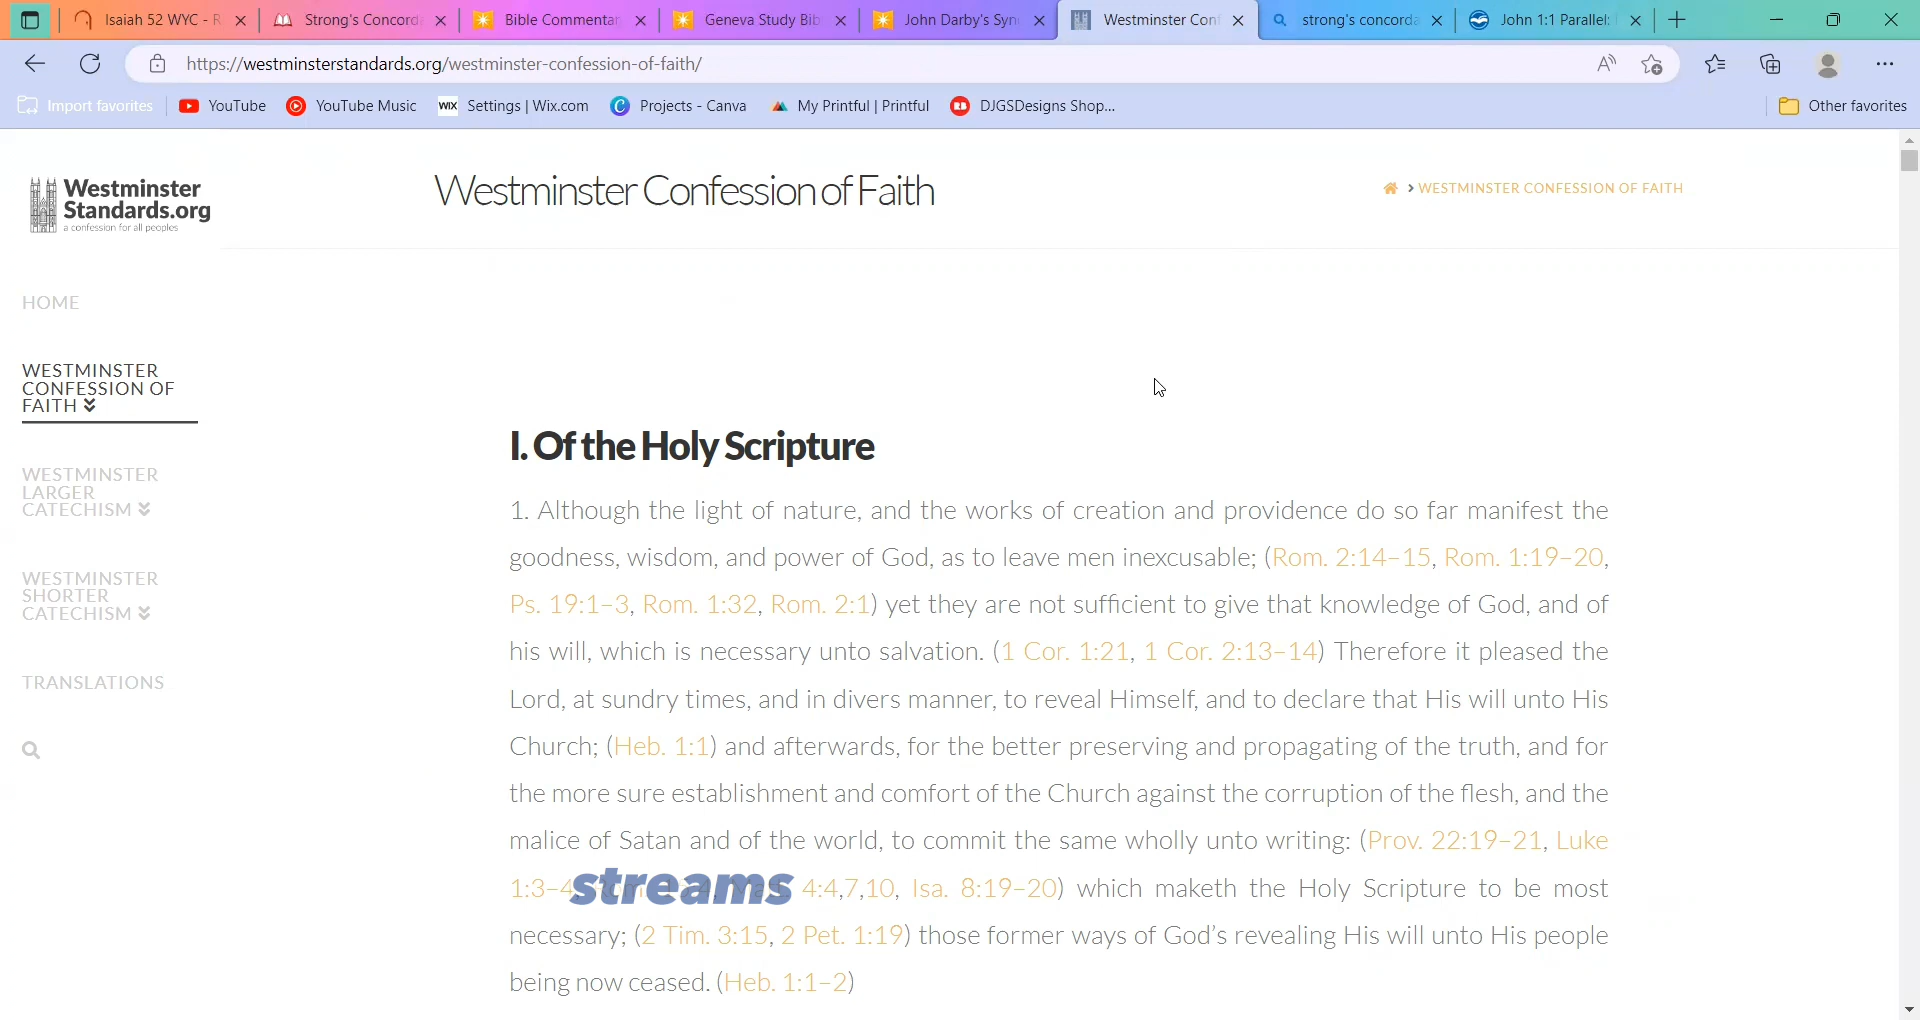 Isaiah 52 WYC - R
Strong's Concord
Bible Commentar
Geneva Study Bib
John Darby's Syn
Westminster Conf
strong's concorda
John 1:1 Parallel:
https://westminsterstandards.org/westminster-confession-of-faith/
Import favorites
YouTube
YouTube Music
WIX Settings | Wix.com
Projects - Canva
My Printful | Printful
DJGSDesigns Shop...
Other favorites
Westminster
Standards.org
a confession for all peoples
Westminster Confession of Faith
> WESTMINSTER CONFESSION OF FAITH
HOME
WESTMINSTER
CONFESSION OF
FAITH
WESTMINSTER
LARGER
CATECHISM
WESTMINSTER
SHORTER
CATECHISM
TRANSLATIONS
I. Of the Holy Scripture
1. Although the light of nature, and the works of creation and providence do so far manifest the
goodness, wisdom, and power of God, as to leave men inexcusable; (Rom. 2:14–15, Rom. 1:19–20,
Ps. 19:1–3, Rom. 1:32, Rom. 2:1) yet they are not sufficient to give that knowledge of God, and of
his will, which is necessary unto salvation. (1 Cor. 1:21, 1 Cor. 2:13–14) Therefore it pleased the
Lord, at sundry times, and in divers manner, to reveal Himself, and to declare that His will unto His
Church; (Heb. 1:1) and afterwards, for the better preserving and propagating of the truth, and for
the more sure establishment and comfort of the Church against the corruption of the flesh, and the
malice of Satan and of the world, to commit the same wholly unto writing: (Prov. 22:19–21, Luke
1:3–4, 4:4,7,10, Isa. 8:19–20) which maketh the Holy Scripture to be most
streams
necessary; (2 Tim. 3:15, 2 Pet. 1:19) those former ways of God's revealing His will unto His people
being now ceased. (Heb. 1:1–2)